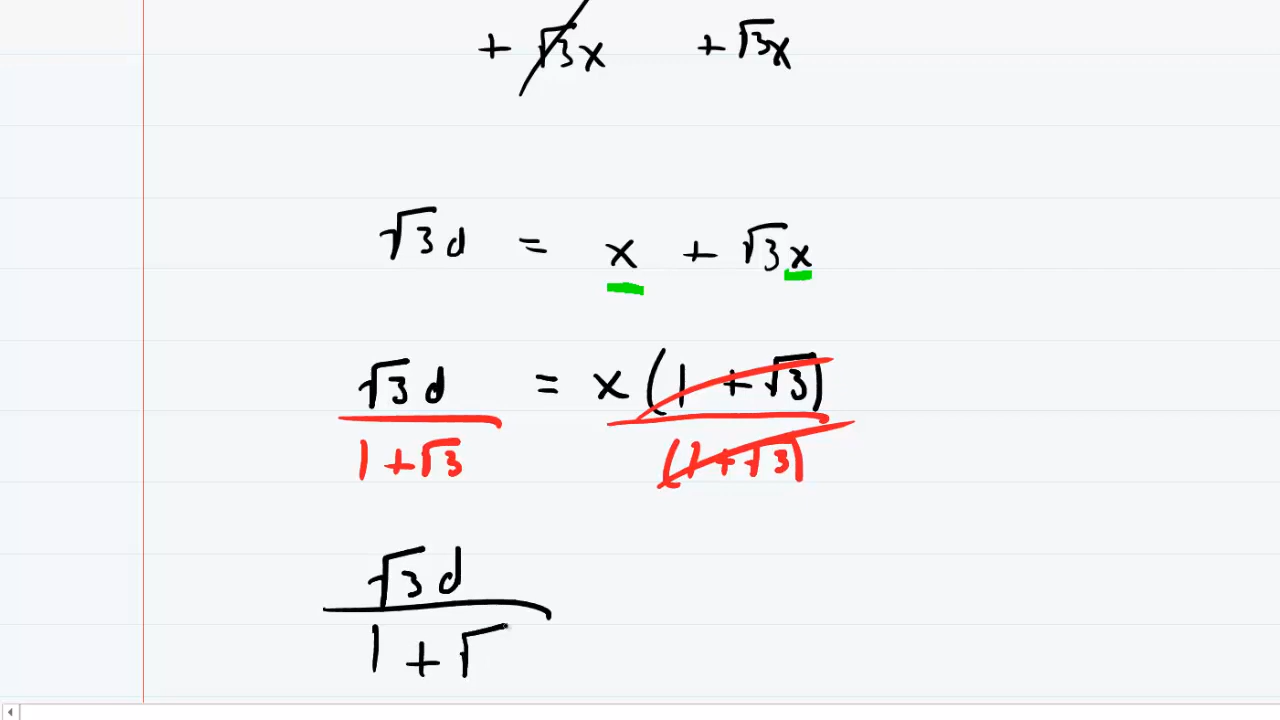 + √3x + √3x
√3d = x + √3x
√3d = x(1 + √3)
1+√3 (1+√3)
√3d
1 + √